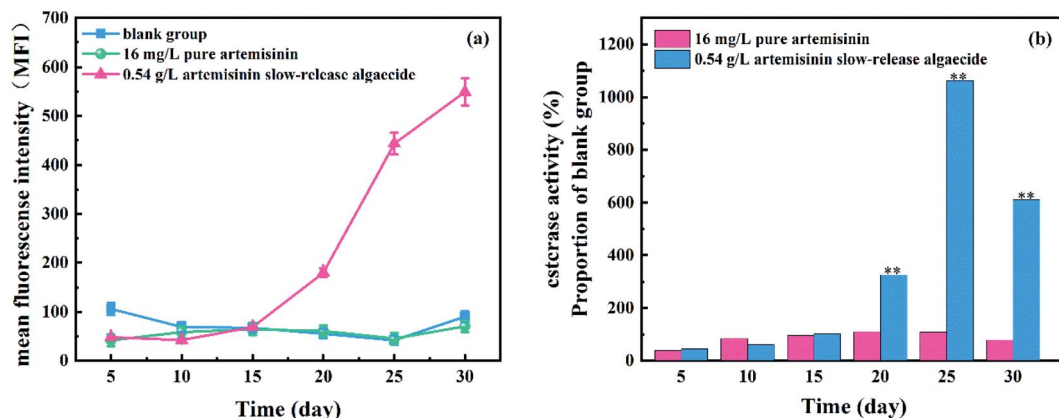 700
600
500
400
300
200
100
0
mean fluorescence intensity（MFI）
blank group
16 mg/L pure artemisinin
0.54 g/L artemisinin slow-release algaecide
(a)
5 10 15 20 25 30
Time (day)
1200
1000
800
600
400
200
0
cstcrasc activity (%)
Proportion of blank group
16 mg/L pure artemisinin
0.54 g/L artemisinin slow-release algaecide
(b)
**
**
**
5 10 15 20 25 30
Time (day)